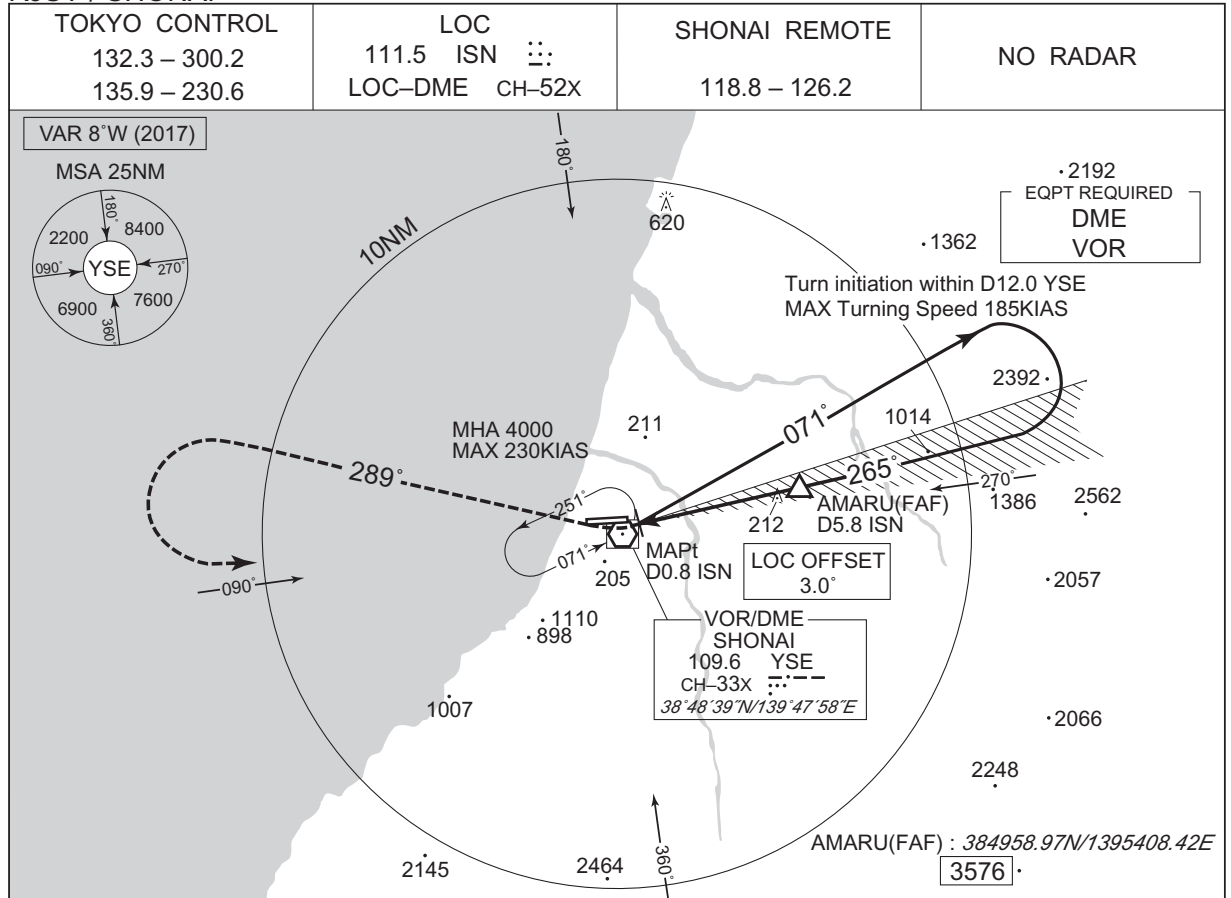 TOKYO CONTROL
132.3 – 300.2
135.9 – 230.6
LOC
111.5 ISN
LOC–DME CH–52X
SHONAI REMOTE
118.8 – 126.2
NO RADAR
VAR 8°W (2017)
MSA 25NM
180°
2200
8400
090°
YSE
270°
6900
7600
360°
180°
10NM
620
2192
EQPT REQUIRED
DME
VOR
1362
Turn initiation within D12.0 YSE
MAX Turning Speed 185KIAS
2392
071°
1014
211
MHA 4000
MAX 230KIAS
289°
265°
270°
1386
2562
251°
AMARU(FAF)
D5.8 ISN
212
071°
MAPt
D0.8 ISN
205
LOC OFFSET
3.0°
090°
2057
1110
898
VOR/DME
SHONAI
109.6 YSE
CH–33X
38°48′39″N/139°47′58″E
1007
2066
2248
360°
AMARU(FAF) : 384958.97N/1395408.42E
2145
2464
3576